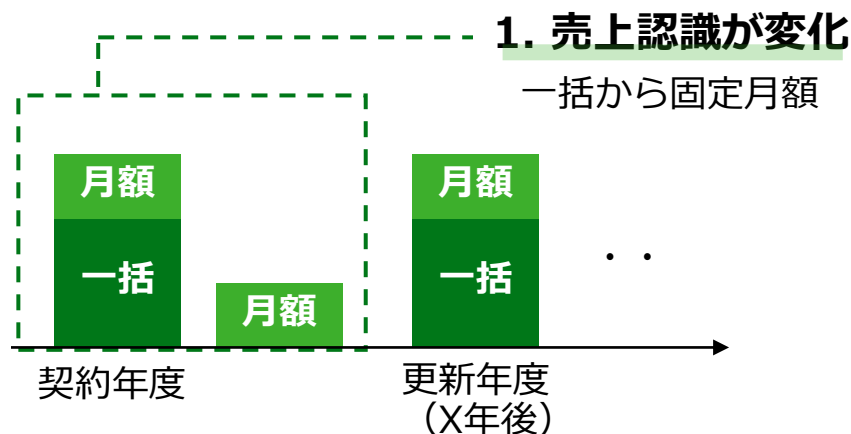 1. 売上認識が変化
一括から固定月額
月額
一括
月額
月額
一括
・・
契約年度
更新年度
（X年後）